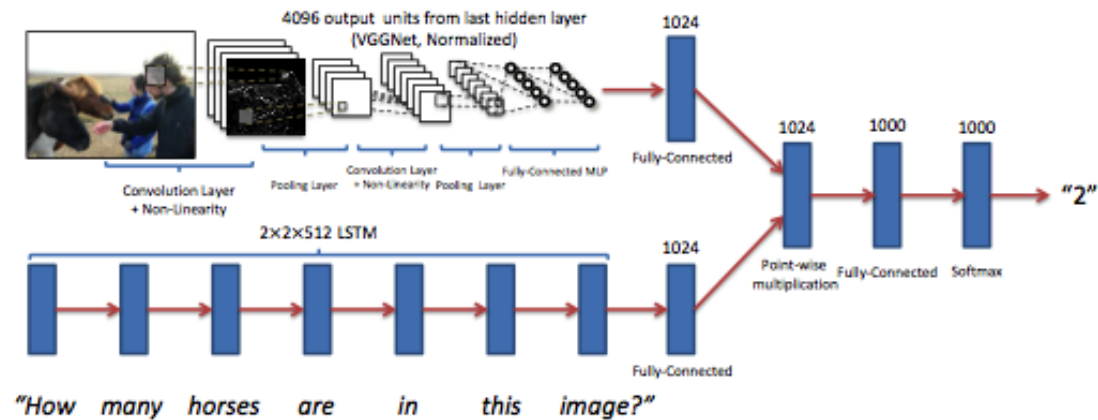 4096 output units from last hidden layer
(VGGNet, Normalized)
1024
Convolution Layer
+ Non-Linearity
Pooling Layer
Convolution Layer
+ Non-Linearity
Pooling Layer
Fully-Connected MLP
Fully-Connected
2×2×512 LSTM
1024
Fully-Connected
1024
Point-wise
multiplication
1000
Fully-Connected
1000
Softmax
"2"
"How many horses are in this image?"